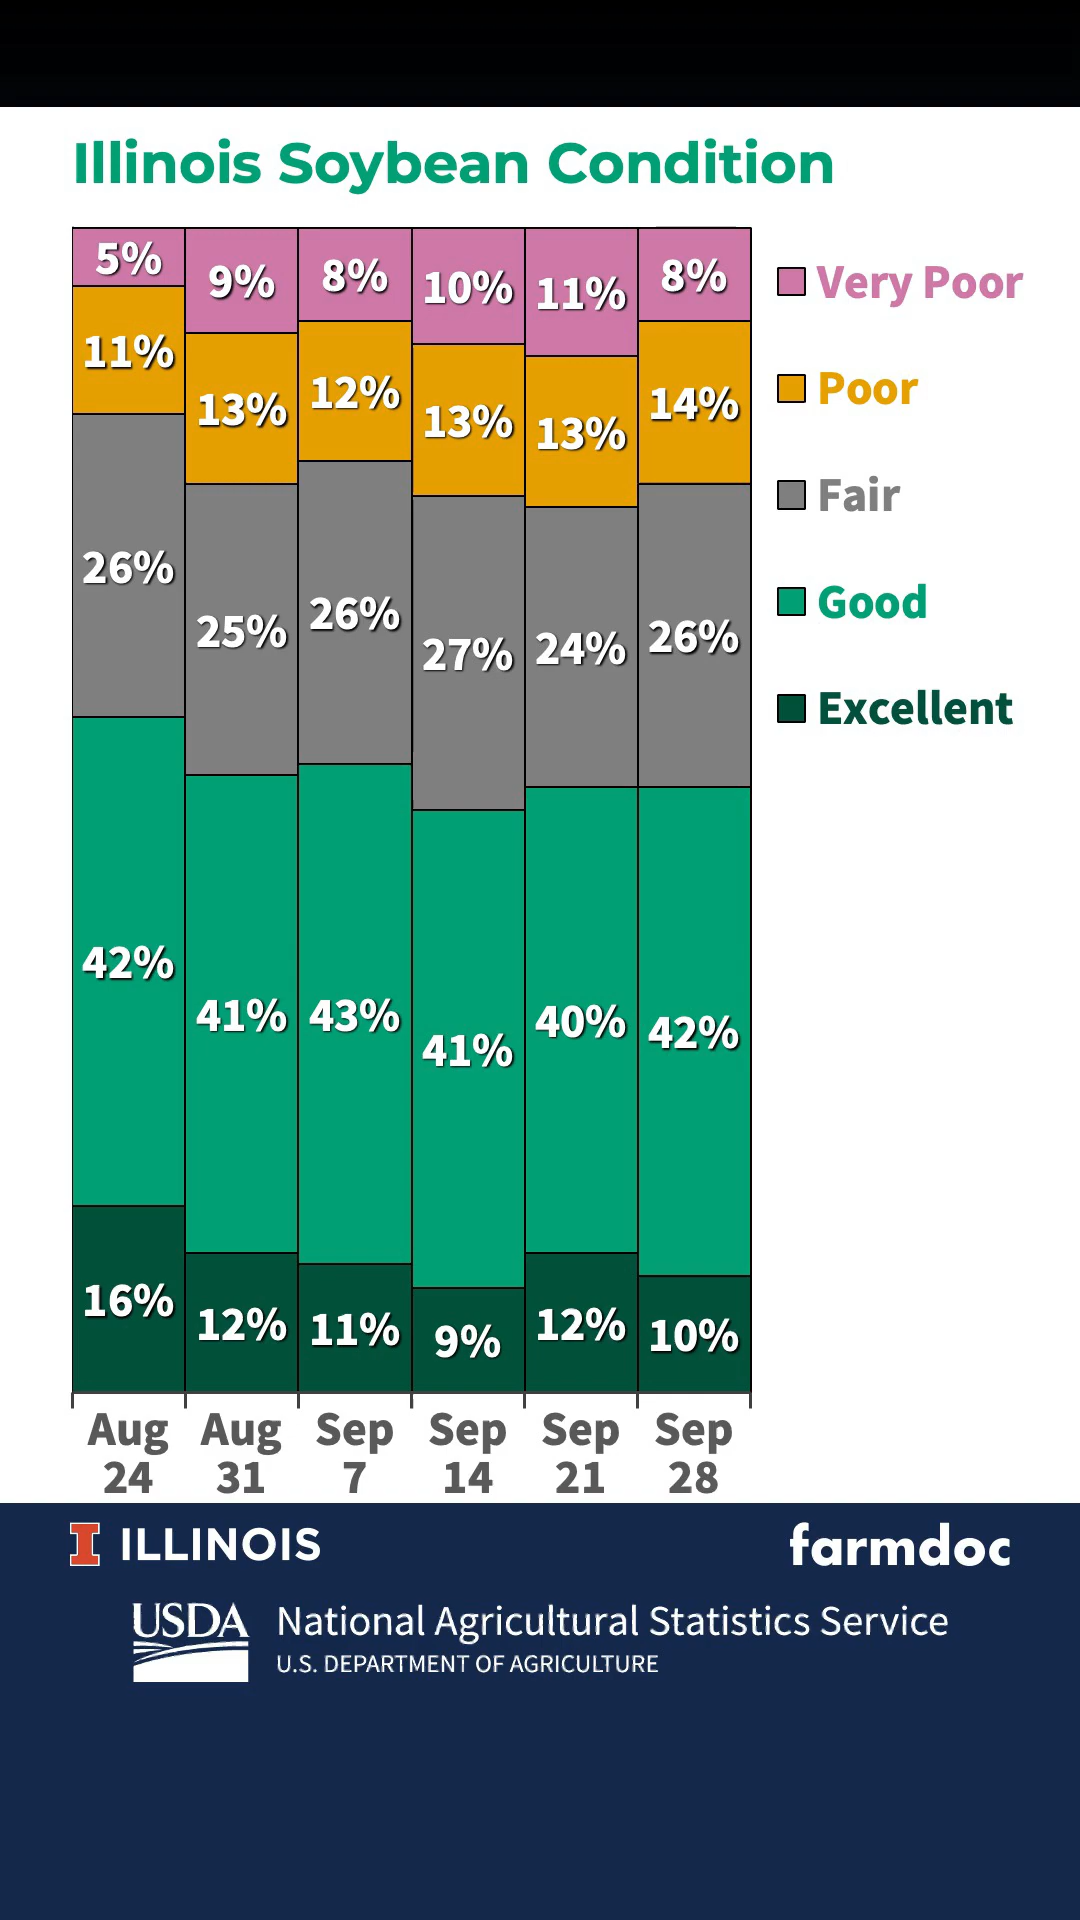 Illinois Soybean Condition
5% 9% 8% 10% 11% 8%
11% 13% 12% 13% 13% 14%
26% 25% 26% 27% 24% 26%
42% 41% 43% 41% 40% 42%
16% 12% 11% 9% 12% 10%
Very Poor
Poor
Fair
Good
Excellent
Aug Aug Sep Sep Sep Sep
24 31 7 14 21 28
I ILLINOIS farmdoc
USDA National Agricultural Statistics Service
U.S. DEPARTMENT OF AGRICULTURE